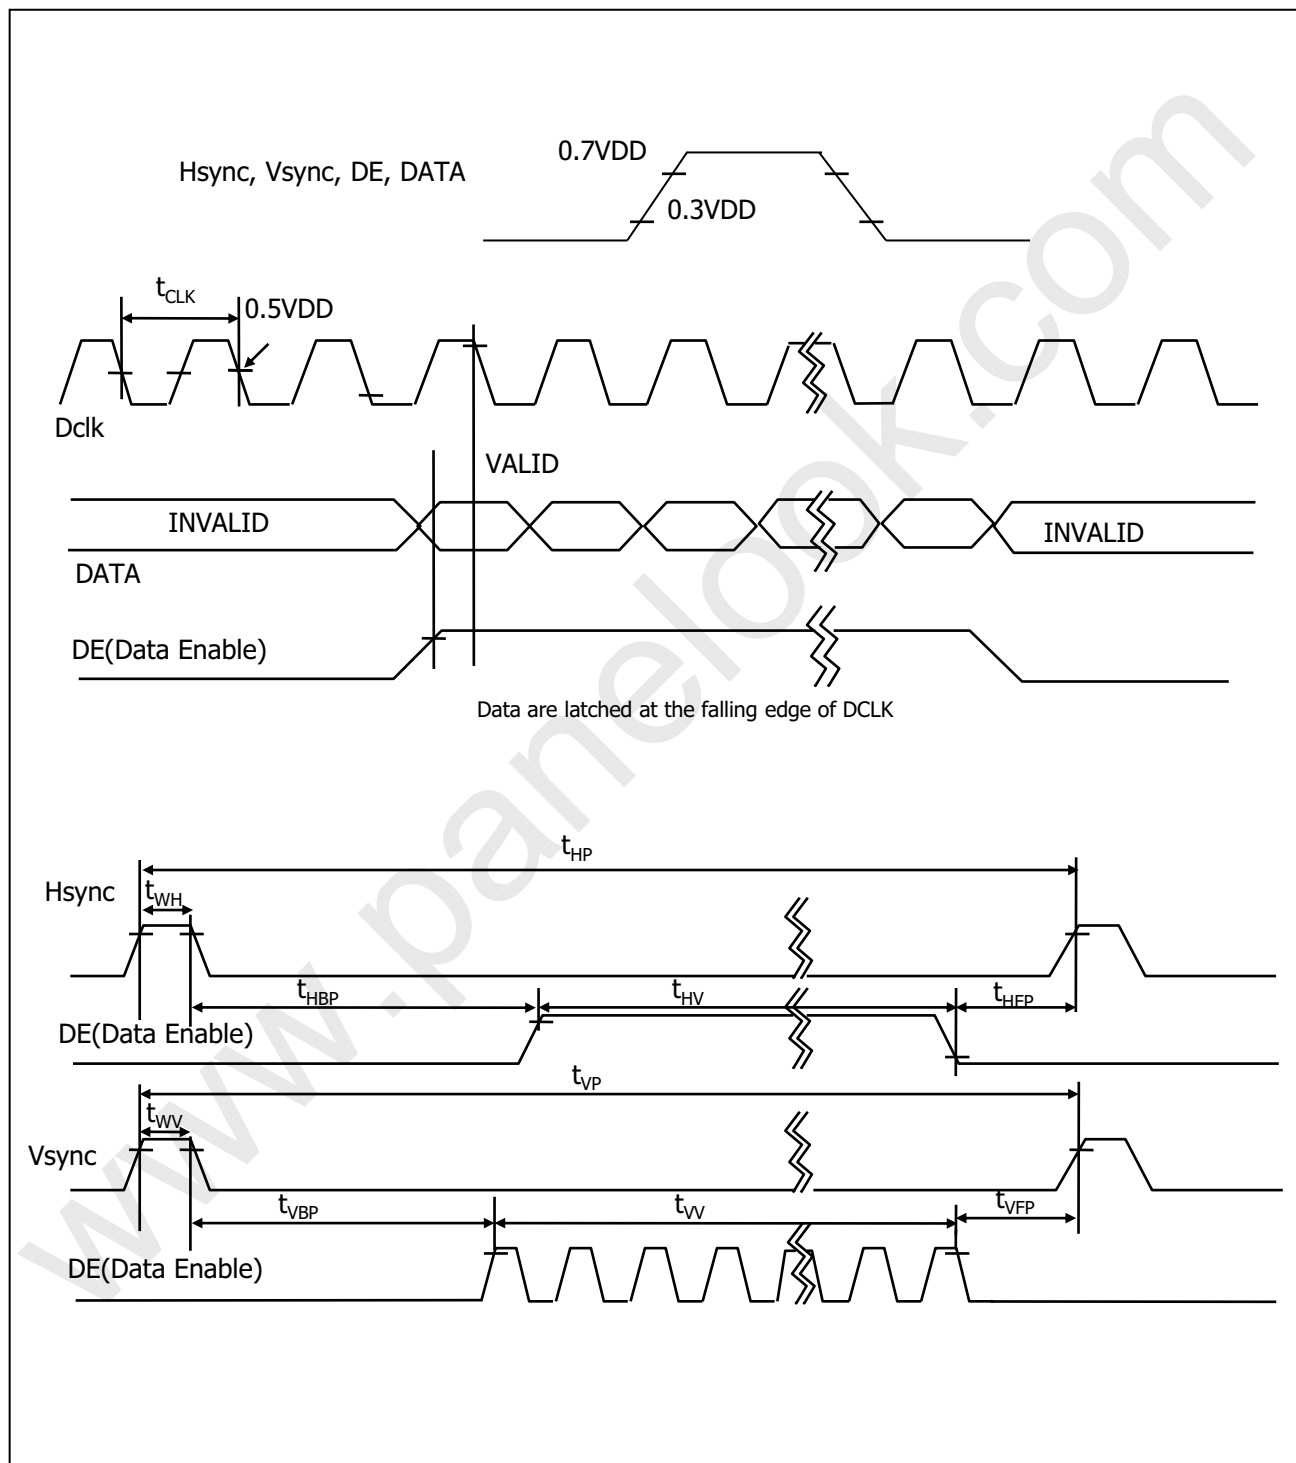 0.7VDD
Hsync, Vsync, DE, DATA
0.3VDD
tCLK
0.5VDD
Dclk
VALID
INVALID
INVALID
DATA
DE(Data Enable)
Data are latched at the falling edge of DCLK
tHP
Hsync
tWH
tHBP
tHV
tHFP
DE(Data Enable)
tVP
tWV
Vsync
tVBP
tVV
tVFP
DE(Data Enable)
www.panelook.com